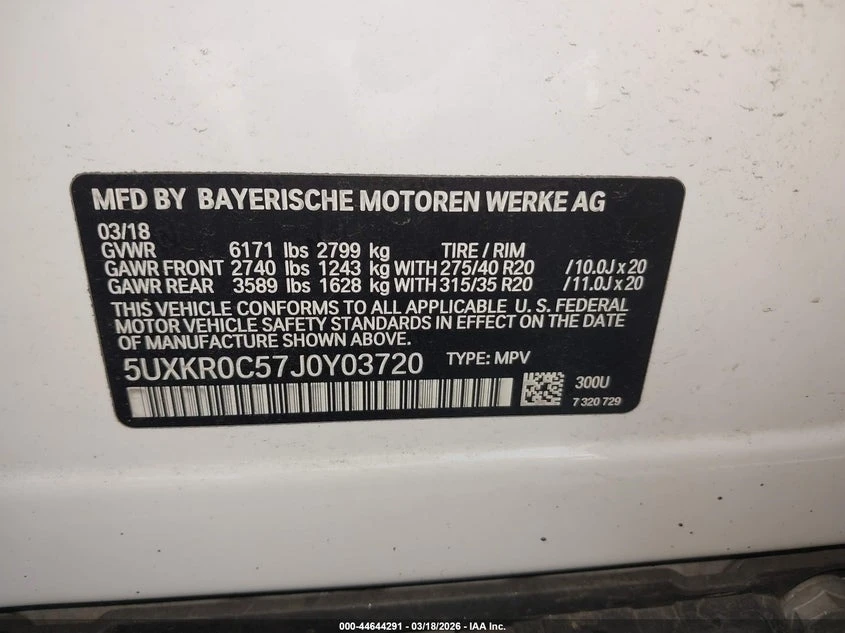 MFD BY BAYERISCHE MOTOREN WERKE AG
03/18
GVWR 6171 lbs 2799 kg TIRE / RIM
GAWR FRONT 2740 lbs 1243 kg WITH 275/40 R20 /10.0J x 20
GAWR REAR 3589 lbs 1628 kg WITH 315/35 R20 /11.0J x 20
THIS VEHICLE CONFORMS TO ALL APPLICABLE U. S. FEDERAL
MOTOR VEHICLE SAFETY STANDARDS IN EFFECT ON THE DATE
OF MANUFACTURE SHOWN ABOVE.
5UXKR0C57J0Y03720 TYPE: MPV
300U
7 320 729
000-44644291 - 03/18/2026 - IAA Inc.